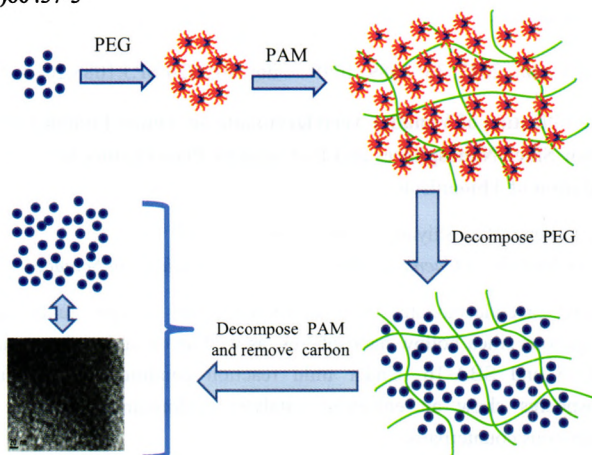 PEG
PAM
Decompose PEG
Decompose PAM
and remove carbon